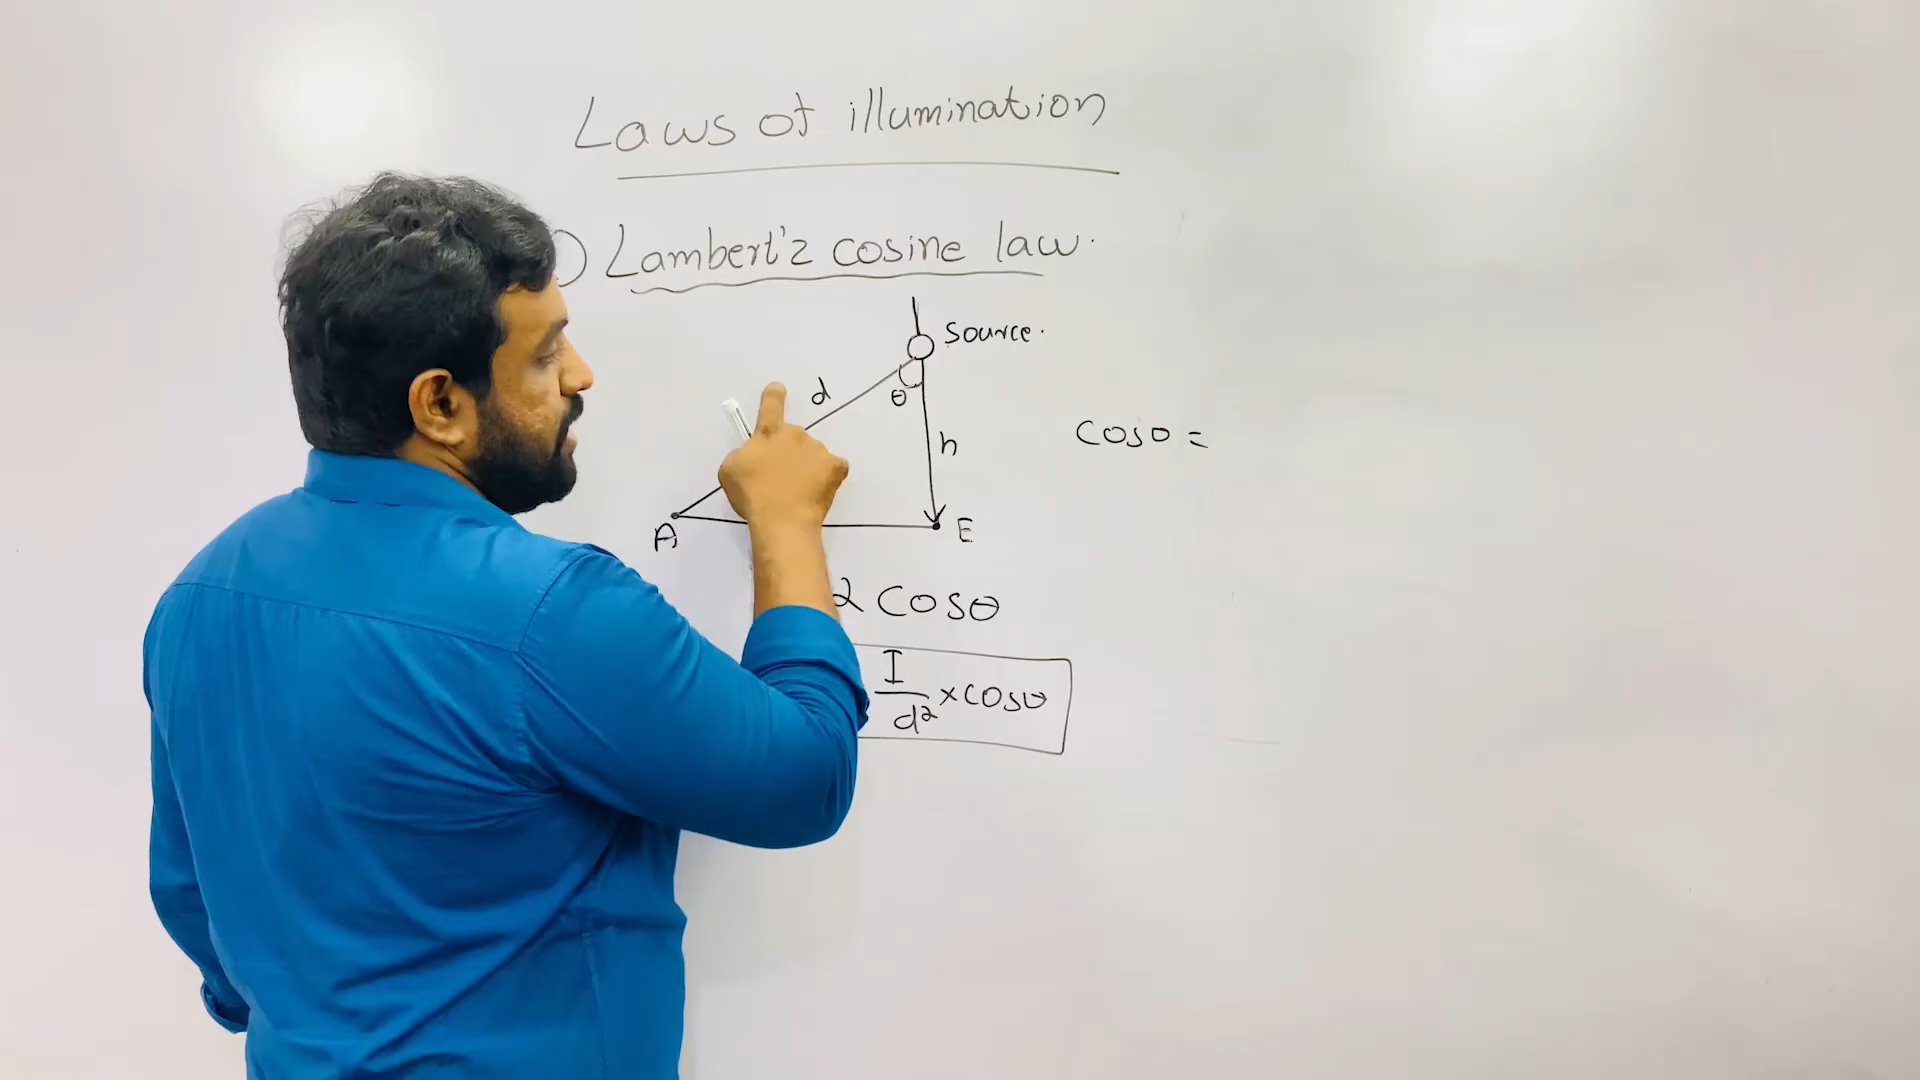 Laws of illumination
) Lambert's cosine law.
Source.
d
θ
h
cosθ =
A
E
α cosθ
I/d² × cosθ